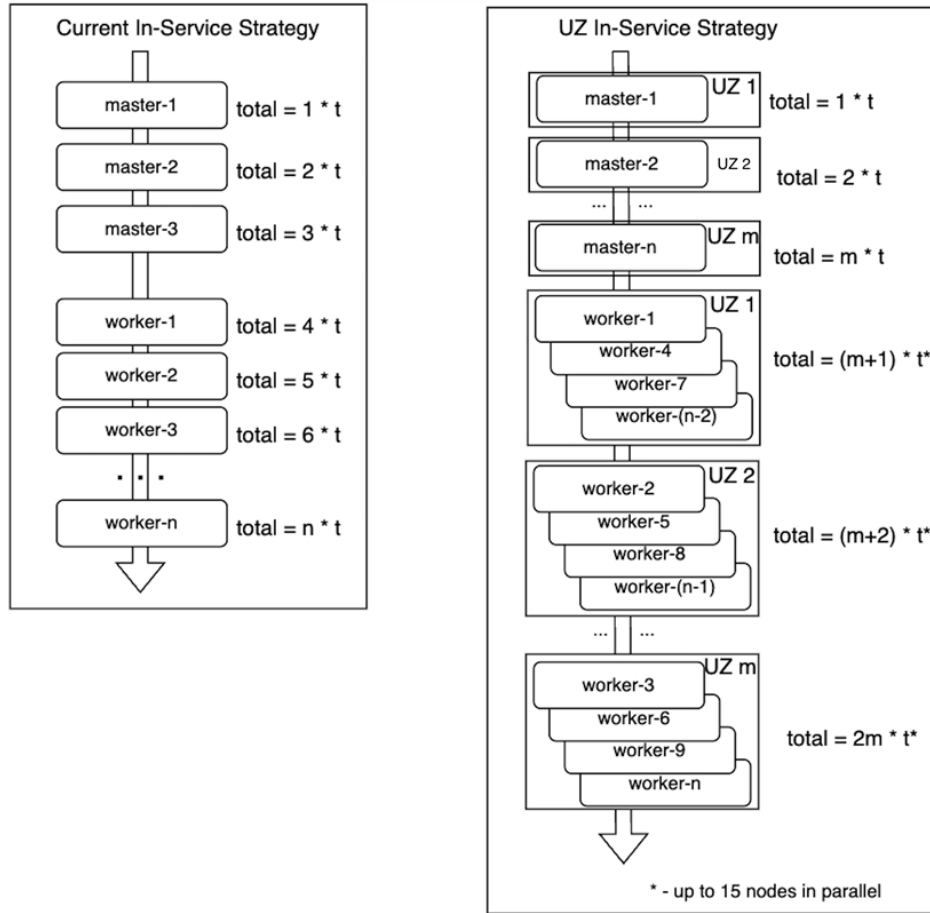 Current In-Service Strategy
master-1
total = 1 * t
master-2
total = 2 * t
master-3
total = 3 * t
worker-1
total = 4 * t
worker-2
total = 5 * t
worker-3
total = 6 * t
. . .
worker-n
total = n * t
UZ In-Service Strategy
UZ 1
master-1
total = 1 * t
master-2
UZ 2
total = 2 * t
... ...
master-n
UZ m
total = m * t
UZ 1
worker-1
worker-4
worker-7
worker-(n-2)
total = (m+1) * t*
UZ 2
worker-2
worker-5
worker-8
worker-(n-1)
total = (m+2) * t*
... ...
UZ m
worker-3
worker-6
worker-9
worker-n
total = 2m * t*
* - up to 15 nodes in parallel